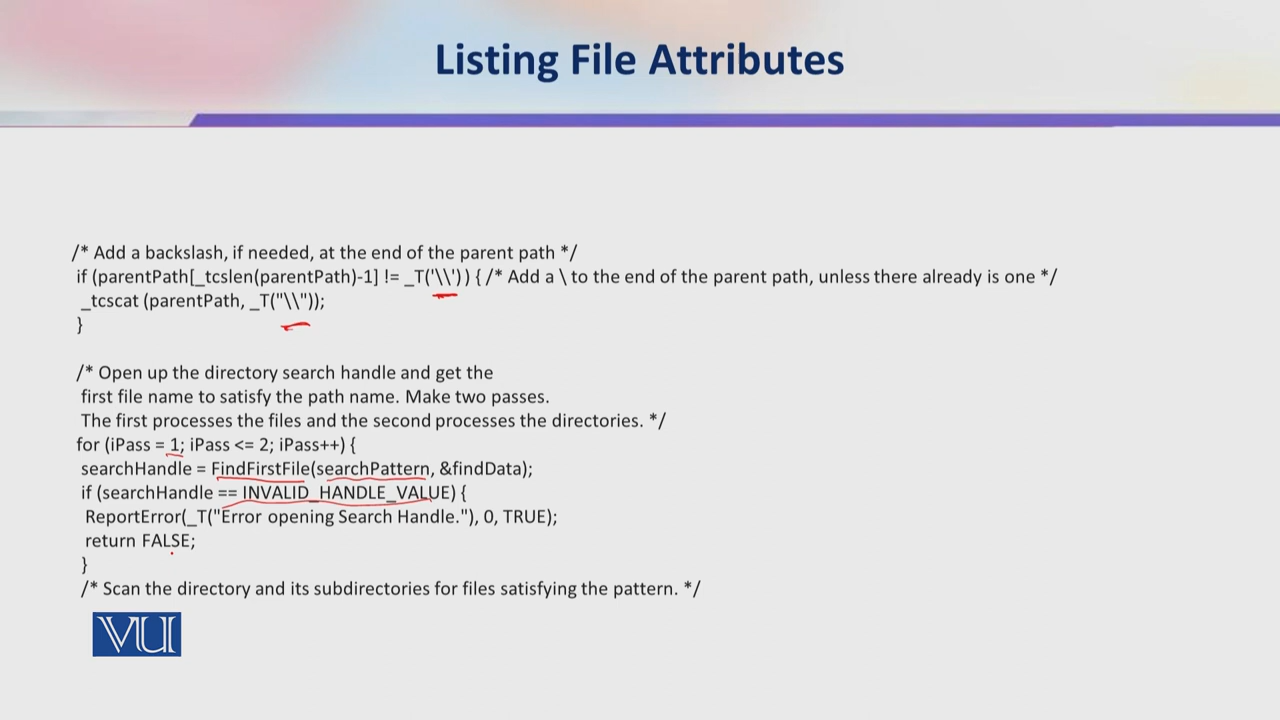 Listing File Attributes
/* Add a backslash, if needed, at the end of the parent path */
if (parentPath[_tcslen(parentPath)-1] != _T('\\')) { /* Add a \ to the end of the parent path, unless there already is one */
_tcscat (parentPath, _T("\\"));
}
/* Open up the directory search handle and get the
first file name to satisfy the path name. Make two passes.
The first processes the files and the second processes the directories. */
for (iPass = 1; iPass <= 2; iPass++) {
searchHandle = FindFirstFile(searchPattern, &findData);
if (searchHandle == INVALID_HANDLE_VALUE) {
ReportError(_T("Error opening Search Handle."), 0, TRUE);
return FALSE;
}
/* Scan the directory and its subdirectories for files satisfying the pattern. */
VU